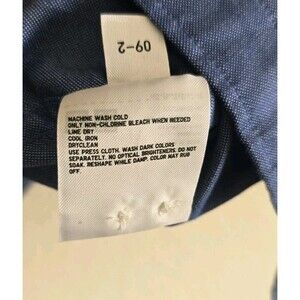 09-2
MACHINE WASH COLD
ONLY NON-CHLORINE BLEACH WHEN NEEDED
LINE DRY
COOL IRON
DRYCLEAN
USE PRESS CLOTH. WASH DARK COLORS
SEPARATELY. NO OPTICAL BRIGHTENERS. DO NOT
SOAK. RESHAPE WHILE DAMP. COLOR MAY RUB
OFF.